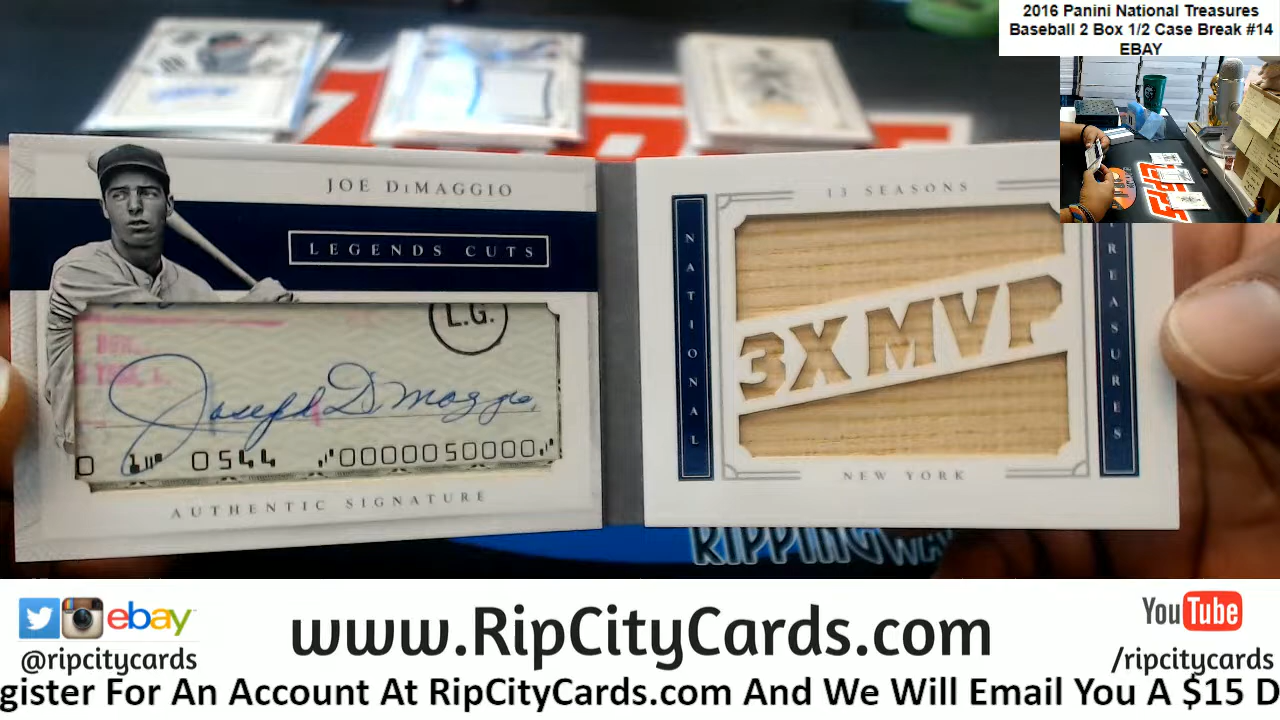 2016 Panini National Treasures
Baseball 2 Box 1/2 Case Break #14
EBAY
JOE DiMAGGIO
LEGENDS CUTS
L.G.
Joseph DiMaggio
0544
0000050000
AUTHENTIC SIGNATURE
13 SEASONS
NATIONAL
3X MVP
TREASURES
NEW YORK
RIPPING WAX
ebay
@ripcitycards
www.RipCityCards.com
YouTube
/ripcitycards
gister For An Account At RipCityCards.com And We Will Email You A $15 D